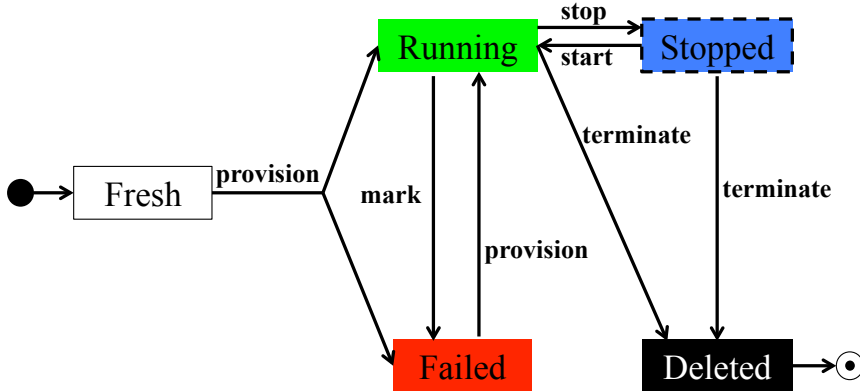 stop
Running
Stopped
start
terminate
provision
Fresh
mark
terminate
provision
Failed
Deleted